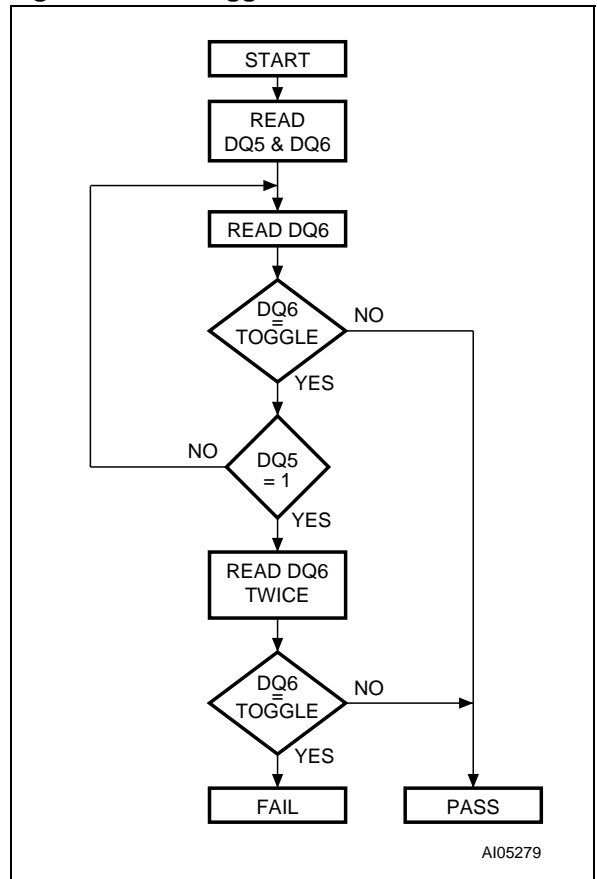 START
READ
DQ5 & DQ6
READ DQ6
DQ6
=
TOGGLE
NO
YES
NO
DQ5
= 1
YES
READ DQ6
TWICE
DQ6
=
TOGGLE
NO
YES
FAIL
PASS
AI05279